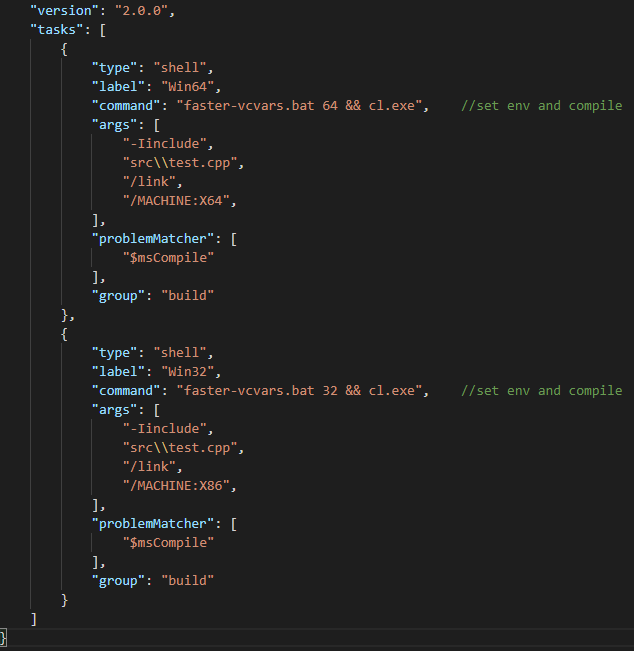 "version": "2.0.0",
"tasks": [
{
"type": "shell",
"label": "Win64",
"command": "faster-vcvars.bat 64 && cl.exe",    //set env and compile
"args": [
"-Iinclude",
"src\\test.cpp",
"/link",
"/MACHINE:X64",
],
"problemMatcher": [
"$msCompile"
],
"group": "build"
},
{
"type": "shell",
"label": "Win32",
"command": "faster-vcvars.bat 32 && cl.exe",    //set env and compile
"args": [
"-Iinclude",
"src\\test.cpp",
"/link",
"/MACHINE:X86",
],
"problemMatcher": [
"$msCompile"
],
"group": "build"
}
]
}